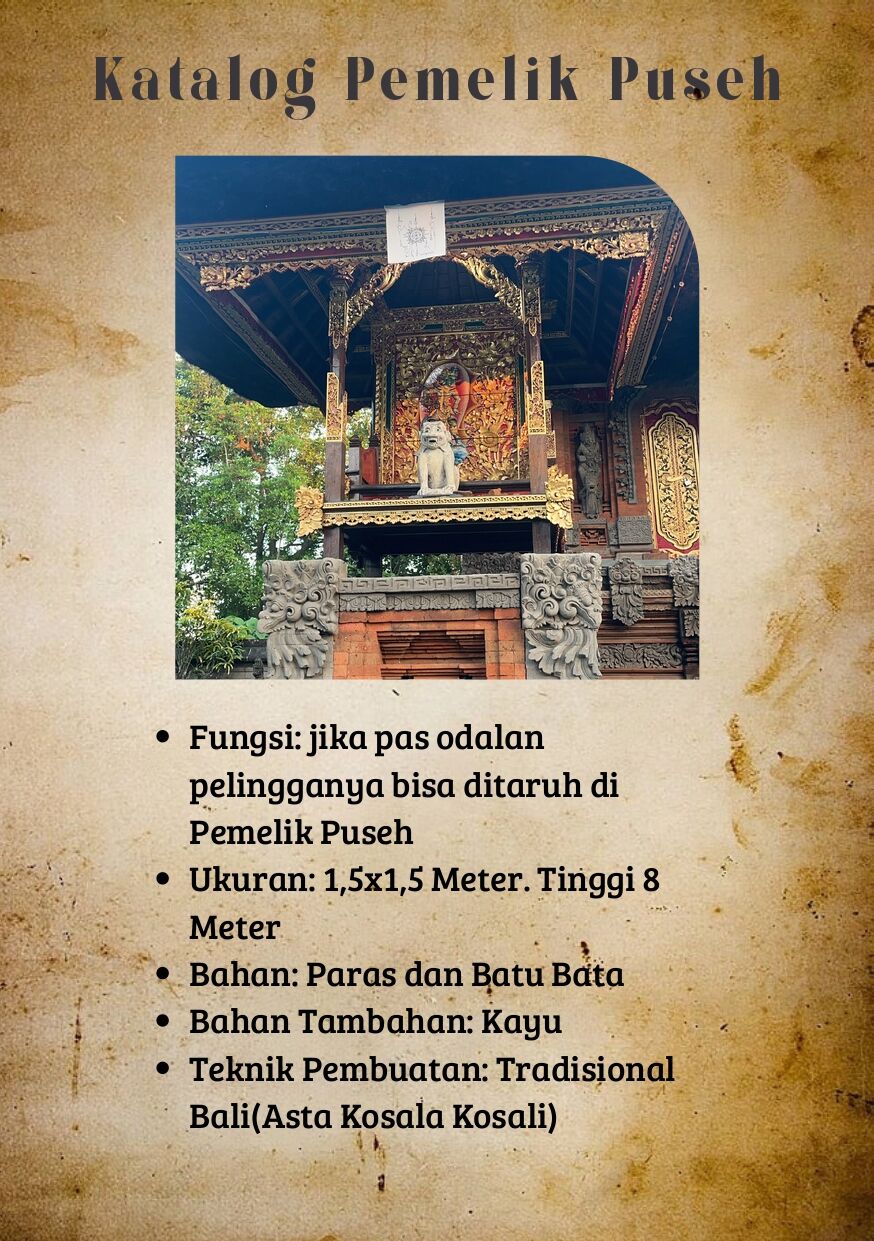 Katalog Pemelik Puseh
• Fungsi: jika pas odalan
pelingganya bisa ditaruh di
Pemelik Puseh
• Ukuran: 1,5x1,5 Meter. Tinggi 8
Meter
• Bahan: Paras dan Batu Bata
• Bahan Tambahan: Kayu
• Teknik Pembuatan: Tradisional
Bali(Asta Kosala Kosali)